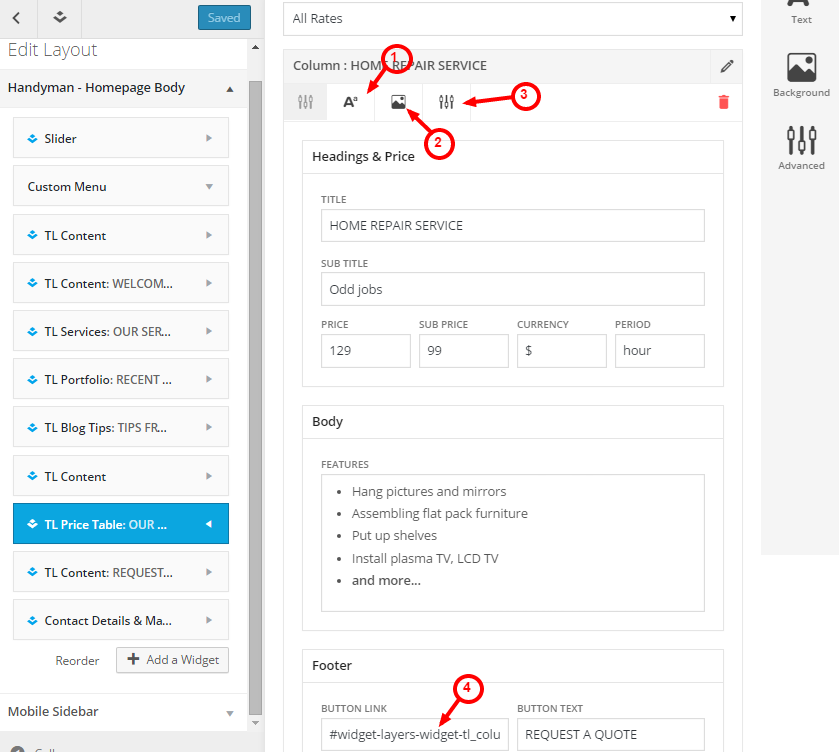 Saved
Edit Layout
Handyman - Homepage Body
Slider
Custom Menu
TL Content
TL Content: WELCOM...
TL Services: OUR SER...
TL Portfolio: RECENT ...
TL Blog Tips: TIPS FR...
TL Content
TL Price Table: OUR ...
TL Content: REQUEST...
Contact Details & Ma...
Reorder
Add a Widget
Mobile Sidebar
All Rates
Column : HOME REPAIR SERVICE
1
Aa
3
2
Headings & Price
TITLE
HOME REPAIR SERVICE
SUB TITLE
Odd jobs
PRICE SUB PRICE CURRENCY PERIOD
129 99 $ hour
Body
FEATURES
Hang pictures and mirrors
Assembling flat pack furniture
Put up shelves
Install plasma TV, LCD TV
and more...
Footer
4
BUTTON LINK BUTTON TEXT
#widget-layers-widget-tl_colu REQUEST A QUOTE
Text
Background
Advanced